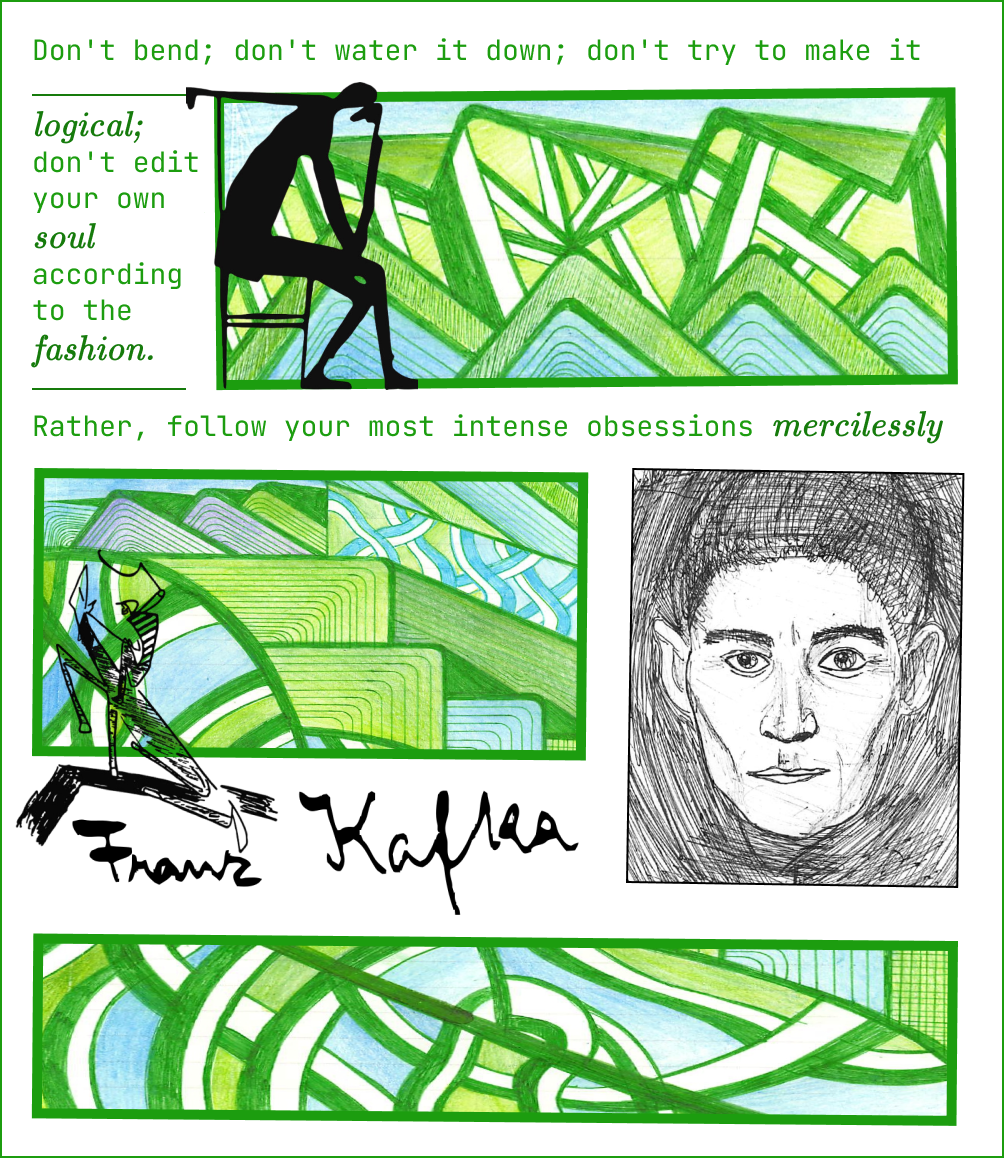 Don't bend; don't water it down; don't try to make it
logical;
don't edit
your own
soul
according
to the
fashion.
Rather, follow your most intense obsessions mercilessly
Franz Kafka